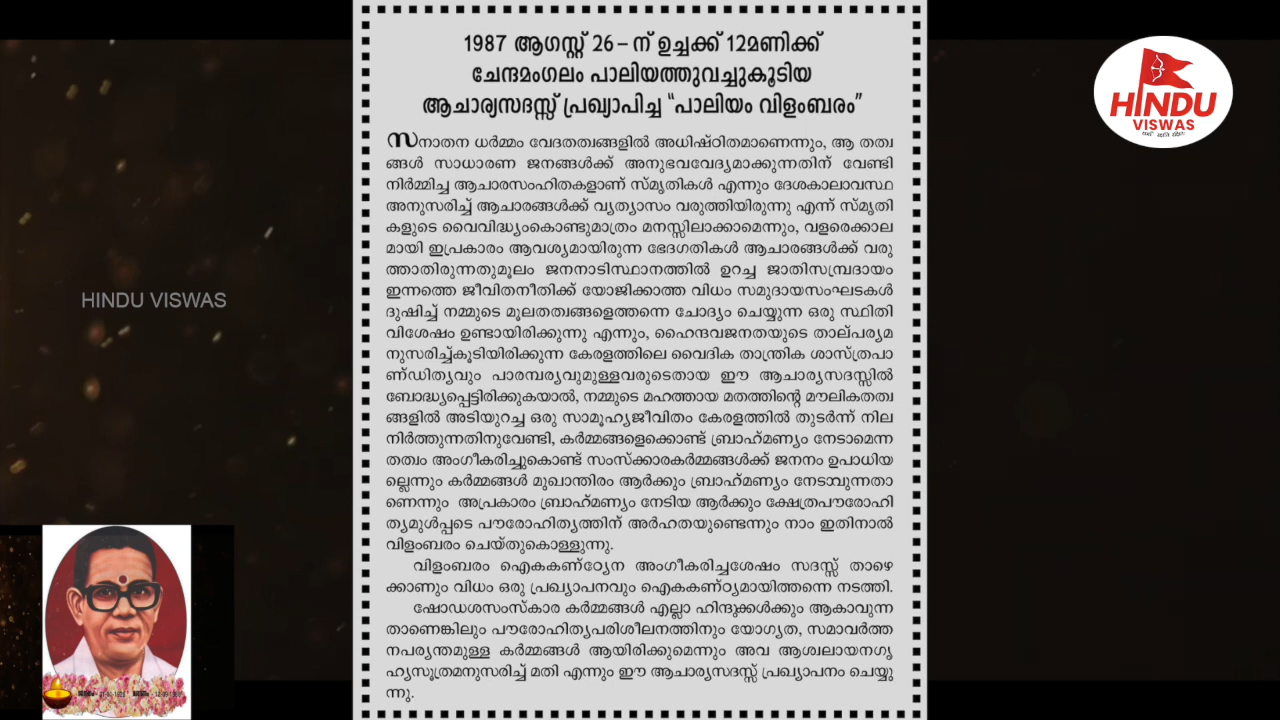 1987 ആഗസ്റ്റ് 26 – ന് ഉച്ചക്ക് 12മണിക്ക്
ചേന്ദമംഗലം പാലിയത്തുവച്ചുകൂടിയ
ആചാര്യസദസ്സ് പ്രഖ്യാപിച്ച “പാലിയം വിളംബരം”
സനാതന ധർമ്മം വേദതത്വങ്ങളിൽ അധിഷ്ഠിതമാണെന്നും, ആ തത്വ
ങ്ങൾ സാധാരണ ജനങ്ങൾക്ക് അനുഭവവേദ്യമാക്കുന്നതിന് വേണ്ടി
നിർമ്മിച്ച ആചാരസംഹിതകളാണ് സ്മൃതികൾ എന്നും ദേശകാലാവസ്ഥ
അനുസരിച്ച് ആചാരങ്ങൾക്ക് വ്യത്യാസം വരുത്തിയിരുന്നു എന്ന് സ്മൃതി
കളുടെ വൈവിദ്ധ്യംകൊണ്ടുമാത്രം മനസ്സിലാക്കാമെന്നും, വളരെക്കാല
മായി ഇപ്രകാരം ആവശ്യമായിരുന്ന ഭേദഗതികൾ ആചാരങ്ങൾക്ക് വരു
ത്താതിരുന്നതുമൂലം ജനനാടിസ്ഥാനത്തിൽ ഉറച്ച ജാതിസമ്പ്രദായം
ഇന്നത്തെ ജീവിതനീതിക്ക് യോജിക്കാത്ത വിധം സമുദായസംഘടകൾ
ദുഷിച്ച് നമ്മുടെ മൂലതത്വങ്ങളെത്തന്നെ ചോദ്യം ചെയ്യുന്ന ഒരു സ്ഥിതി
വിശേഷം ഉണ്ടായിരിക്കുന്നു എന്നും, ഹൈന്ദവജനതയുടെ താല്പര്യമ
നുസരിച്ച്കൂടിയിരിക്കുന്ന കേരളത്തിലെ വൈദിക താന്ത്രിക ശാസ്ത്രപാ
ണ്ഡിത്യവും പാരമ്പര്യവുമുള്ളവരുടെതായ ഈ ആചാര്യസദസ്സിൽ
ബോദ്ധ്യപ്പെട്ടിരിക്കുകയാൽ, നമ്മുടെ മഹത്തായ മതത്തിന്റെ മൗലികതത്വ
ങ്ങളിൽ അടിയുറച്ച ഒരു സാമൂഹ്യജീവിതം കേരളത്തിൽ തുടർന്ന് നില
നിർത്തുന്നതിനുവേണ്ടി, കർമ്മങ്ങളെക്കൊണ്ട് ബ്രാഹ്മണ്യം നേടാമെന്ന
തത്വം അംഗീകരിച്ചുകൊണ്ട് സംസ്ക്കാരകർമ്മങ്ങൾക്ക് ജനനം ഉപാധിയ
ല്ലെന്നും കർമ്മങ്ങൾ മുഖാന്തിരം ആർക്കും ബ്രാഹ്മണ്യം നേടാവുന്നതാ
ണെന്നും അപ്രകാരം ബ്രാഹ്മണ്യം നേടിയ ആർക്കും ക്ഷേത്രപൗരോഹി
ത്യമുൾപ്പടെ പൗരോഹിത്യത്തിന് അർഹതയുണ്ടെന്നും നാം ഇതിനാൽ
വിളംബരം ചെയ്തുകൊള്ളുന്നു.
വിളംബരം ഐകകണ്ഠ്യേന അംഗീകരിച്ചശേഷം സദസ്സ് താഴെ
ക്കാണും വിധം ഒരു പ്രഖ്യാപനവും ഐകകണ്ഠ്യമായിത്തന്നെ നടത്തി.
ഷോഡശസംസ്കാര കർമ്മങ്ങൾ എല്ലാ ഹിന്ദുക്കൾക്കും ആകാവുന്ന
താണെങ്കിലും പൗരോഹിത്യപരിശീലനത്തിനും യോഗ്യത, സമാവർത്ത
നപര്യന്തമുള്ള കർമ്മങ്ങൾ ആയിരിക്കുമെന്നും അവ ആശ്വലായനഗൃ
ഹ്യസൂത്രമനുസരിച്ച് മതി എന്നും ഈ ആചാര്യസദസ്സ് പ്രഖ്യാപനം ചെയ്യു
ന്നു.
HINDU
VISWAS
HINDU VISWAS